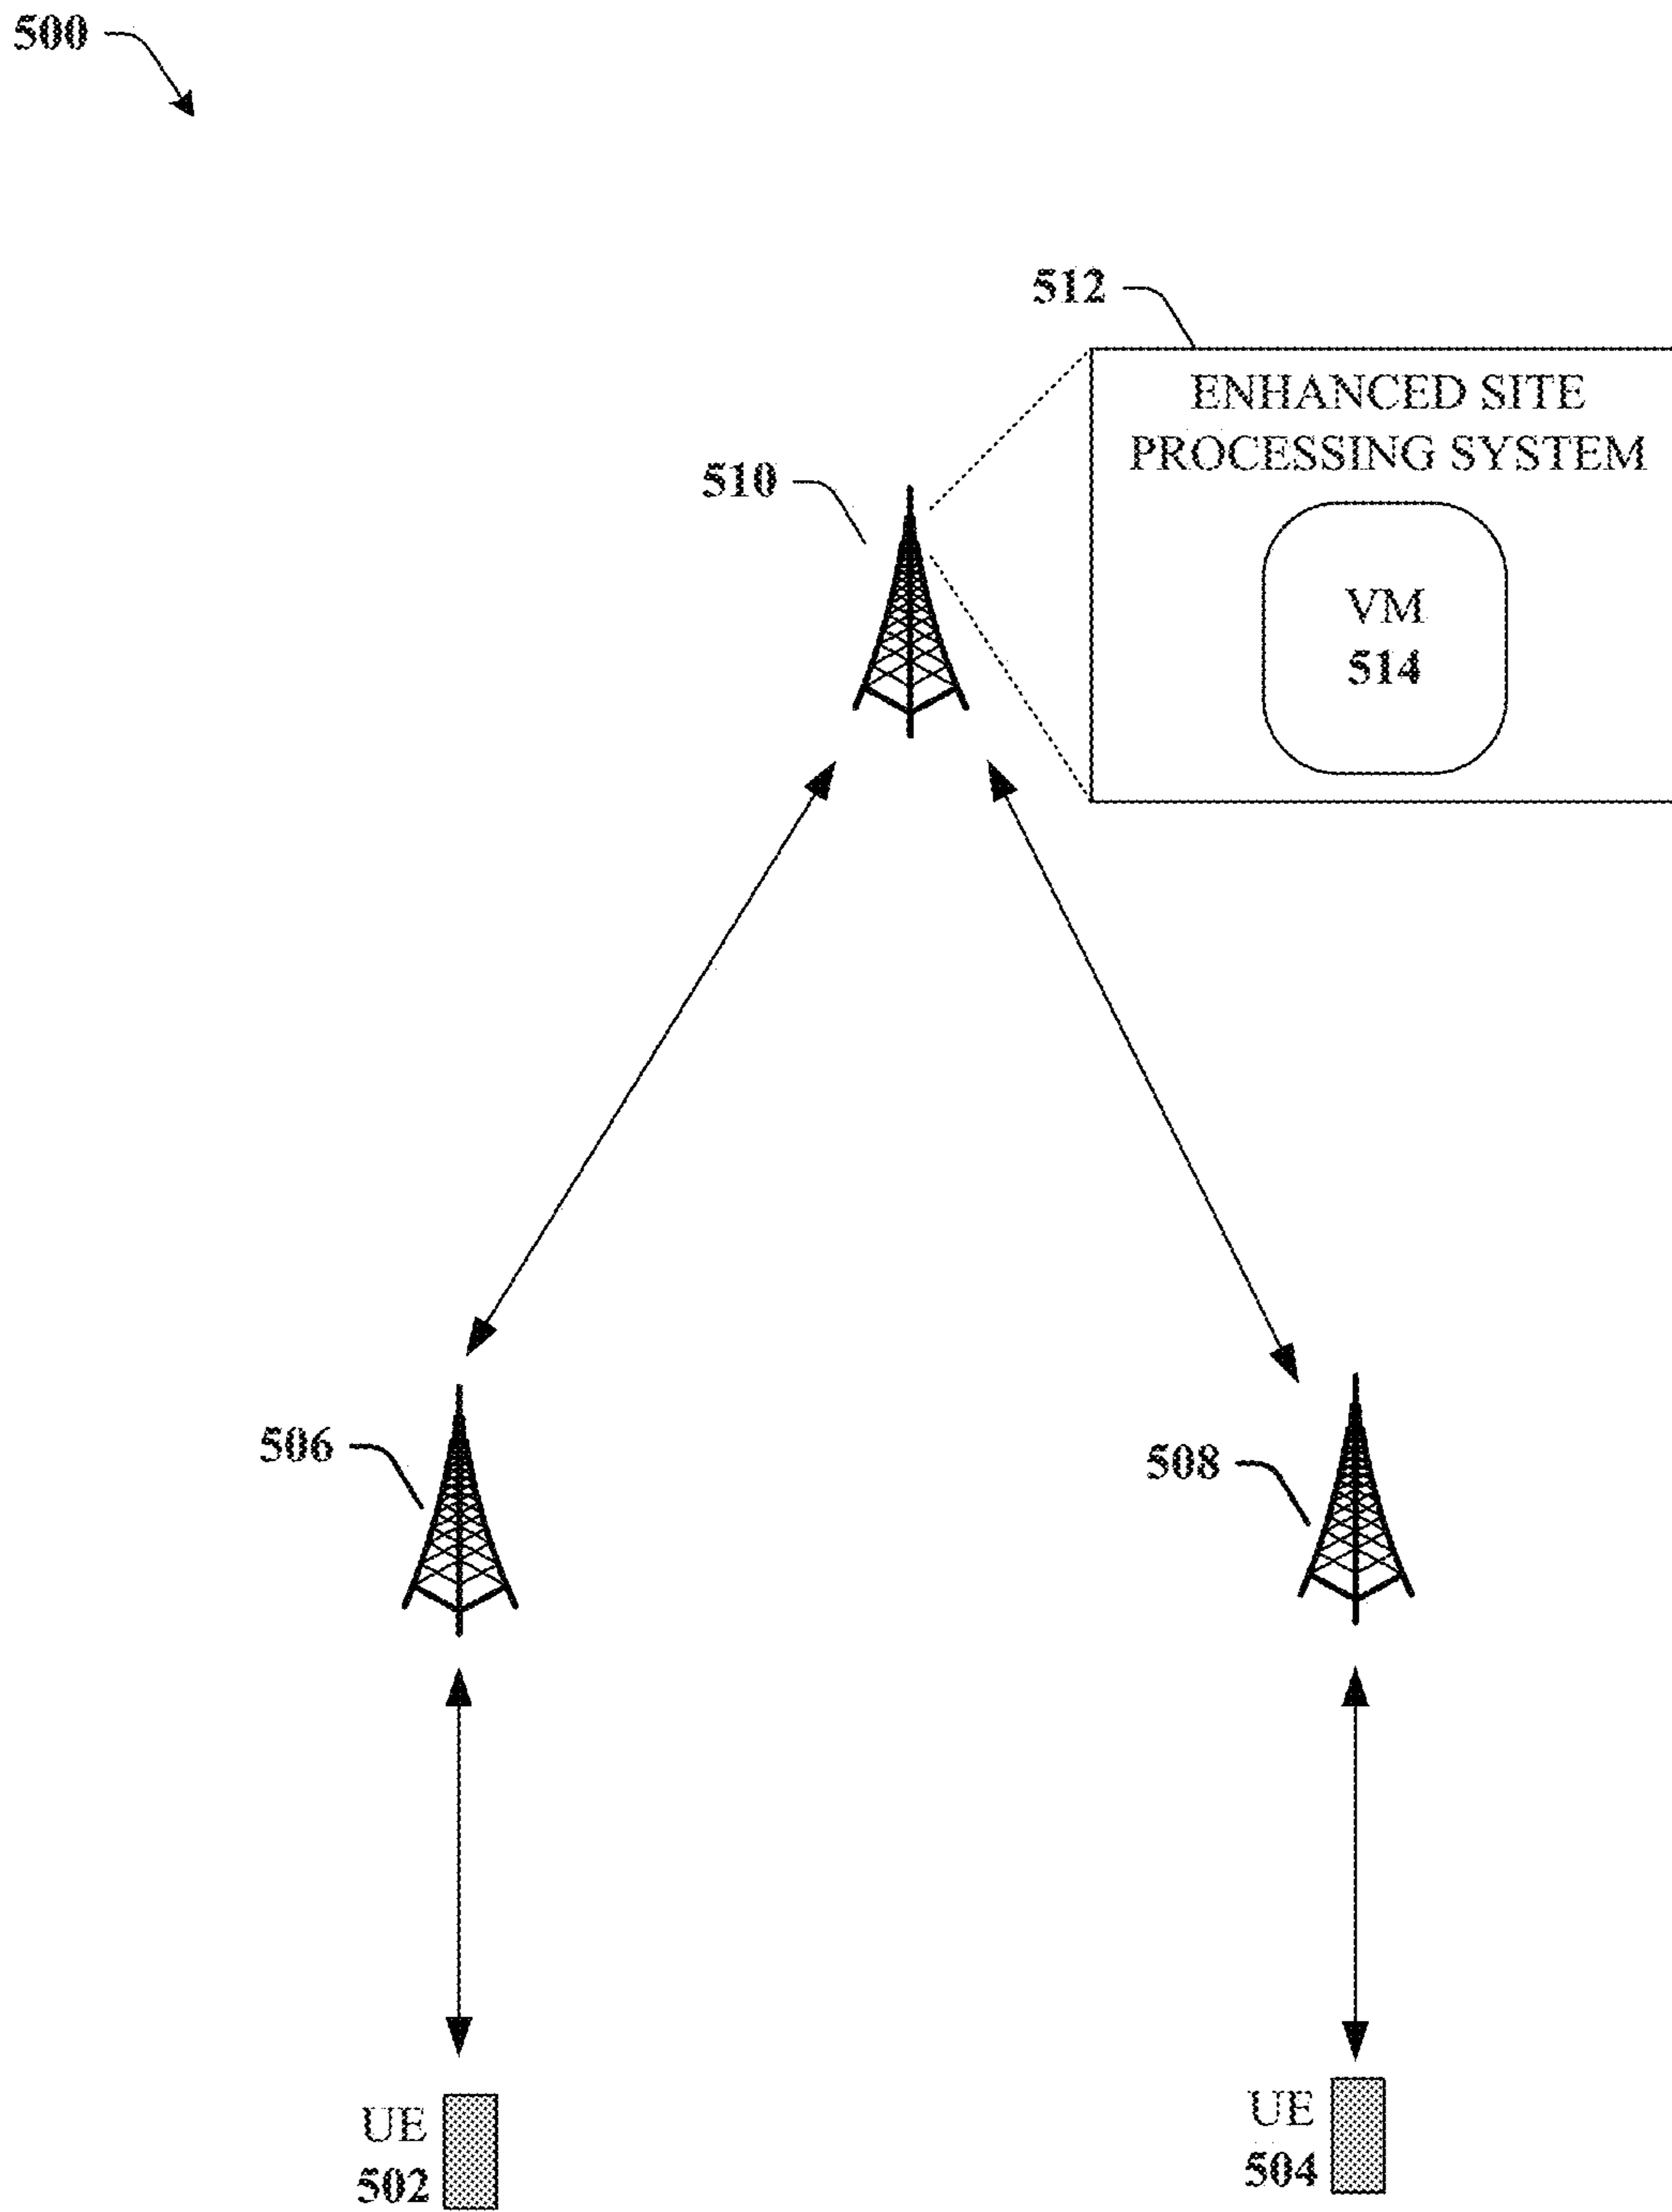 500
512
ENHANCED SITE
PROCESSING SYSTEM
510
VM
514
506
508
UE
502
UE
504